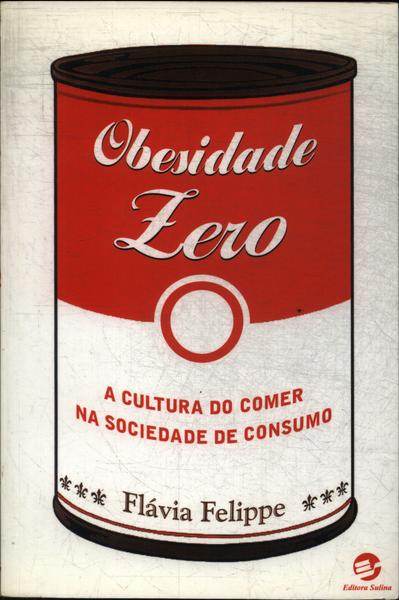 Obesidade
Zero
A CULTURA DO COMER
NA SOCIEDADE DE CONSUMO
Flávia Felippe
Editora Sulina